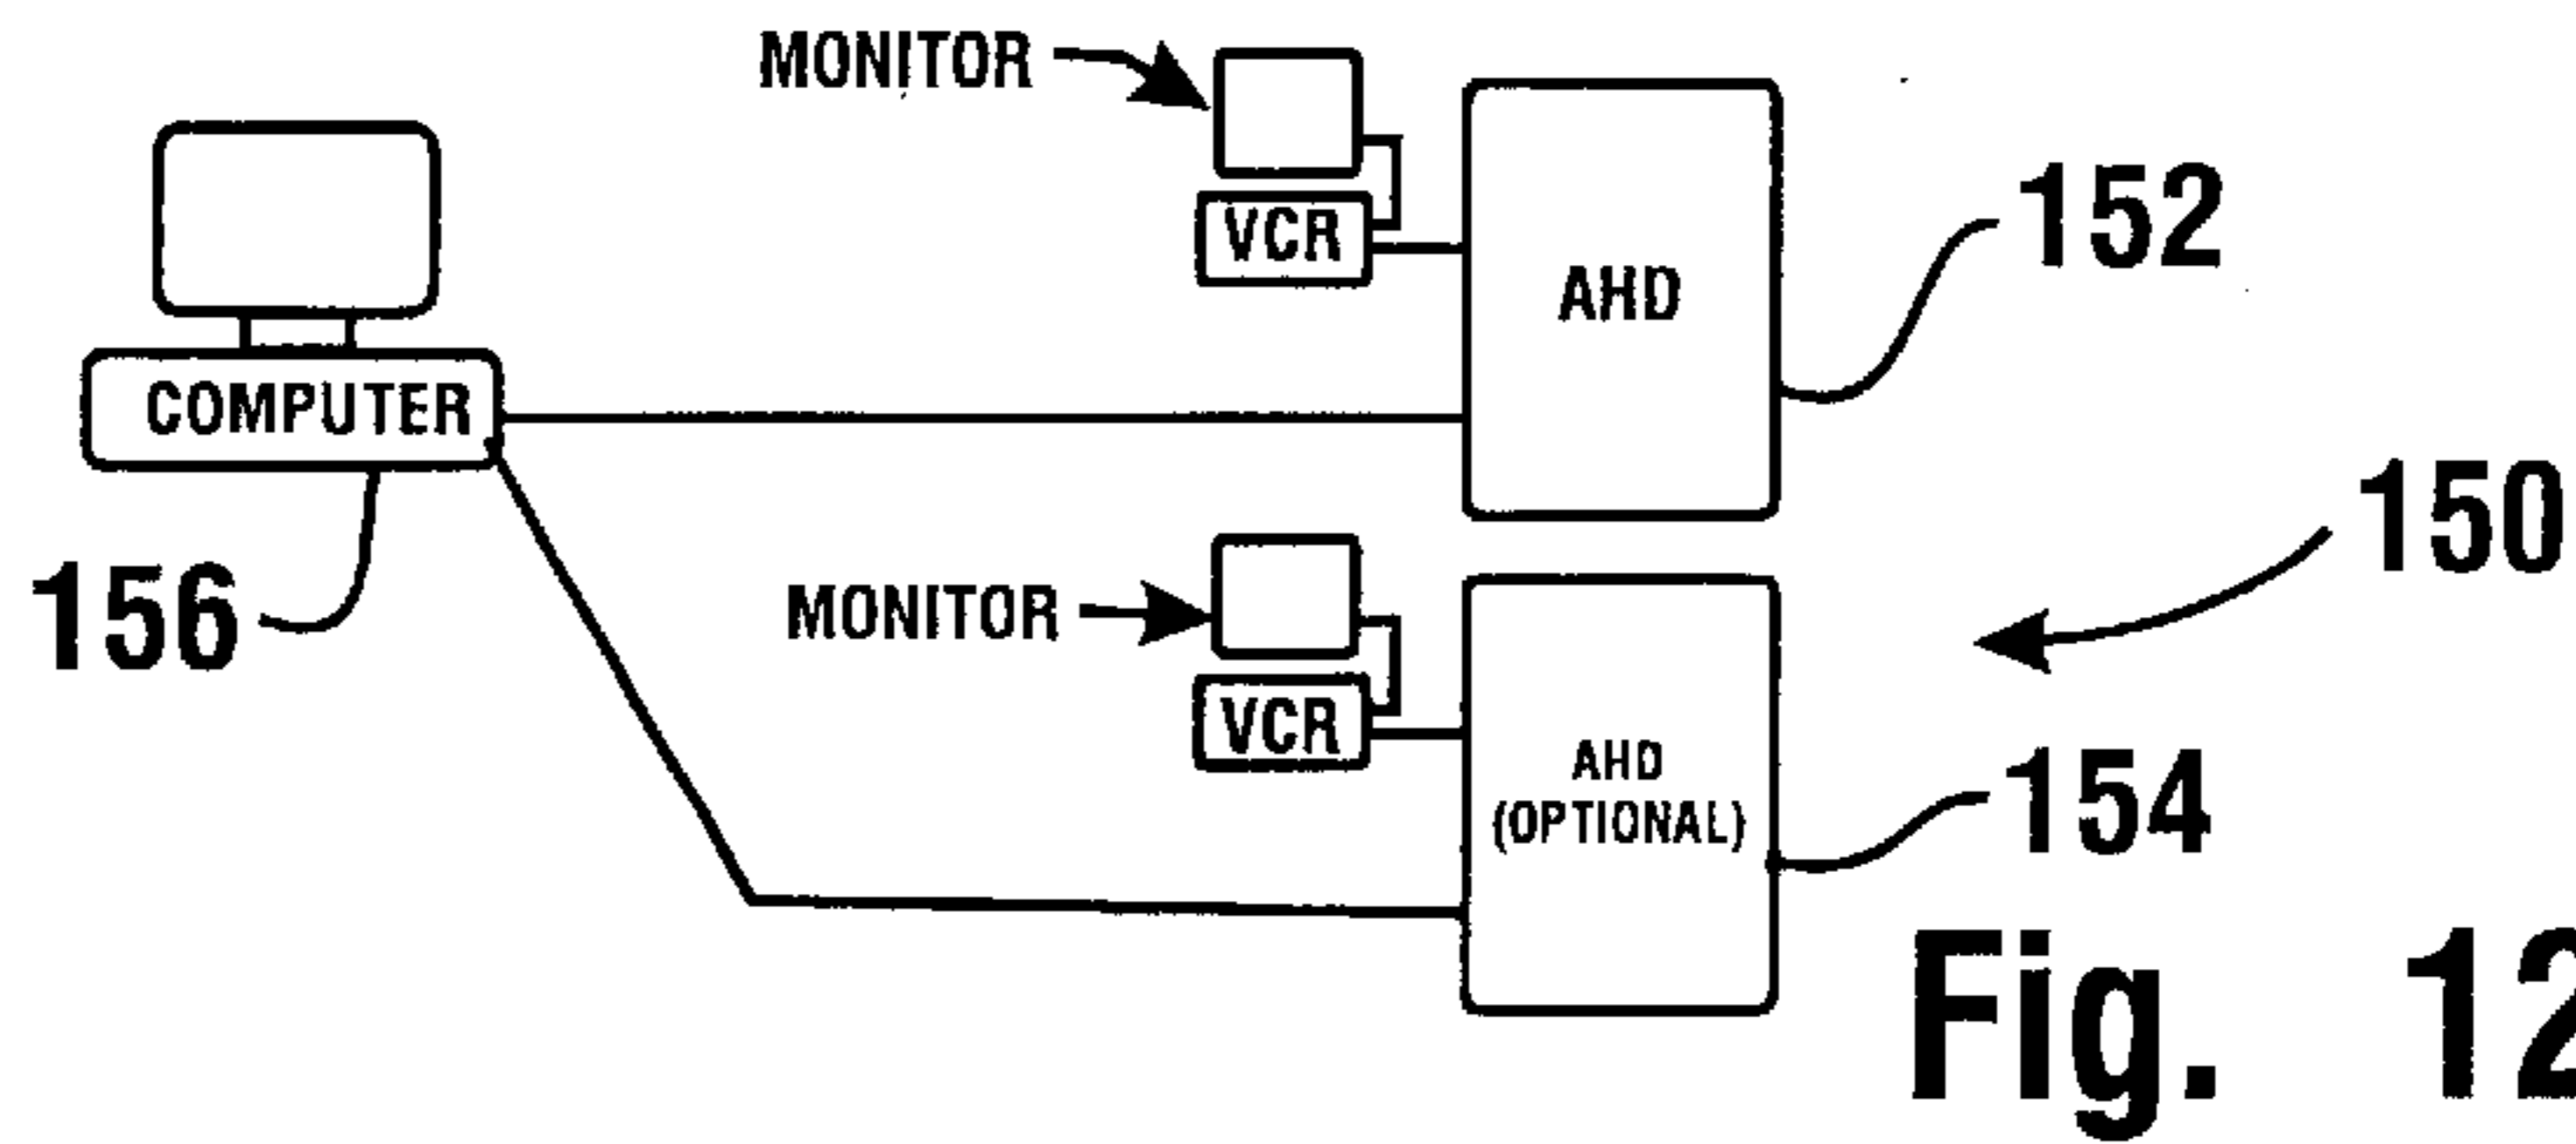 MONITOR
VCR
AHD
152
COMPUTER
156
150
MONITOR
VCR
AHD
(OPTIONAL)
154
Fig. 12